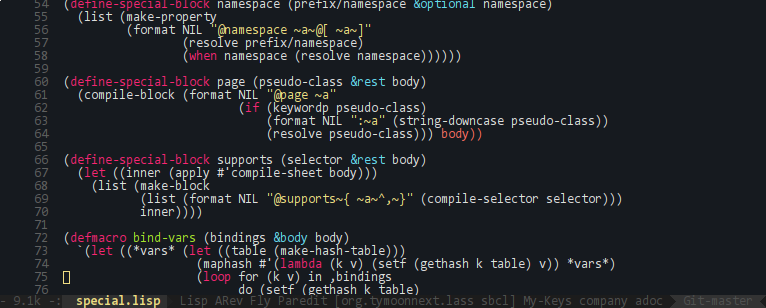 54 (define-special-block namespace (prefix/namespace &optional namespace)
55 (list (make-property
56 (format NIL "@namespace ~a~@[ ~a~]"
57 (resolve prefix/namespace)
58 (when namespace (resolve namespace))))))
59
60 (define-special-block page (pseudo-class &rest body)
61 (compile-block (format NIL "@page ~a"
62 (if (keywordp pseudo-class)
63 (format NIL ":~a" (string-downcase pseudo-class))
64 (resolve pseudo-class))) body))
65
66 (define-special-block supports (selector &rest body)
67 (let ((inner (apply #'compile-sheet body)))
68 (list (make-block
69 (list (format NIL "@supports~{ ~a~^,~}" (compile-selector selector)))
70 inner))))
71
72 (defmacro bind-vars (bindings &body body)
73 `(let ((*vars* (let ((table (make-hash-table)))
74 (maphash #'(lambda (k v) (setf (gethash k table) v)) *vars*)
75 (loop for (k v) in ,bindings
76 do (setf (gethash k table)
- 9.1k -: special.lisp Lisp ARev Fly Paredit [org.tymoonnext.lass sbcl] My-Keys company adoc Git-master